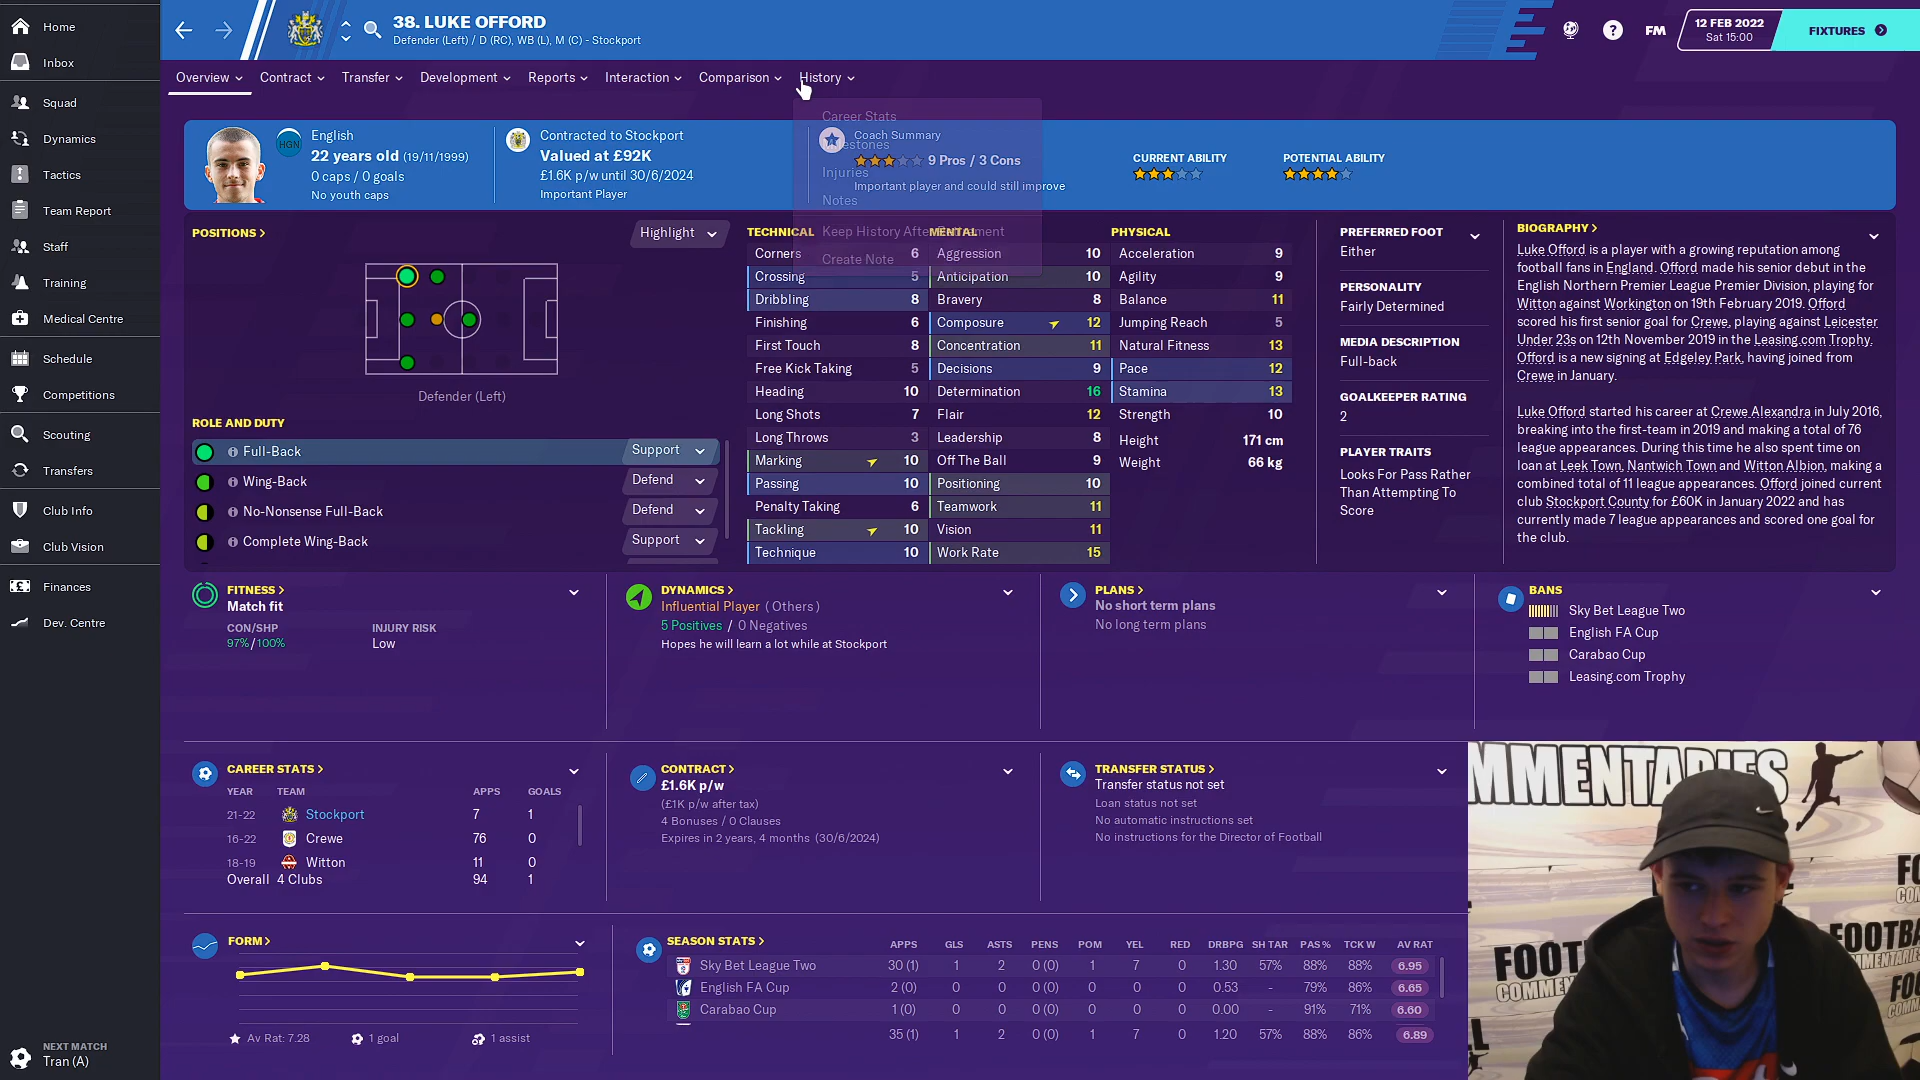 Home
Inbox
Squad
Dynamics
Tactics
Team Report
Staff
Training
Medical Centre
Schedule
Competitions
Scouting
Transfers
Club Info
Club Vision
Finances
Dev. Centre
NEXT MATCH
Tran (A)
38. LUKE OFFORD
Defender (Left) / D (RC), WB (L), M (C) - Stockport
FM
12 FEB 2022
Sat 15:00
FIXTURES
Overview Contract Transfer Development Reports Interaction Comparison History
Career Stats
Injuries
Notes
Create Note
HGN
English
22 years old (19/11/1999)
0 caps / 0 goals
No youth caps
Contracted to Stockport
Valued at £92K
£1.6K p/w until 30/6/2024
Important Player
Coach Summary
9 Pros / 3 Cons
Important player and could still improve
CURRENT ABILITY
POTENTIAL ABILITY
POSITIONS >
Highlight
Defender (Left)
ROLE AND DUTY
Full-Back Support
Wing-Back Defend
No-Nonsense Full-Back Defend
Complete Wing-Back Support
TECHNICAL
Corners 6
Crossing 5
Dribbling 8
Finishing 6
First Touch 8
Free Kick Taking 5
Heading 10
Long Shots 7
Long Throws 3
Marking 10
Passing 10
Penalty Taking 6
Tackling 10
Technique 10
MENTAL
Aggression 10
Anticipation 10
Bravery 8
Composure 12
Concentration 11
Decisions 9
Determination 16
Flair 12
Leadership 8
Off The Ball 9
Positioning 10
Teamwork 11
Vision 11
Work Rate 15
PHYSICAL
Acceleration 9
Agility 9
Balance 11
Jumping Reach 5
Natural Fitness 13
Pace 12
Stamina 13
Strength 10
Height 171 cm
Weight 66 kg
PREFERRED FOOT
Either
PERSONALITY
Fairly Determined
MEDIA DESCRIPTION
Full-back
GOALKEEPER RATING
2
PLAYER TRAITS
Looks For Pass Rather
Than Attempting To
Score
BIOGRAPHY >
Luke Offord is a player with a growing reputation among
football fans in England. Offord made his senior debut in the
English Northern Premier League Premier Division, playing for
Witton against Workington on 19th February 2019. Offord
scored his first senior goal for Crewe, playing against Leicester
Under 23s on 12th November 2019 in the Leasing.com Trophy.
Offord is a new signing at Edgeley Park, having joined from
Crewe in January.
Luke Offord started his career at Crewe Alexandra in July 2016,
breaking into the first-team in 2019 and making a total of 76
league appearances. During this time he also spent time on
loan at Leek Town, Nantwich Town and Witton Albion, making a
combined total of 11 league appearances. Offord joined current
club Stockport County for £60K in January 2022 and has
currently made 7 league appearances and scored one goal for
the club.
FITNESS >
Match fit
CON/SHP
97%/100%
INJURY RISK
Low
DYNAMICS >
Influential Player (Others)
5 Positives / 0 Negatives
Hopes he will learn a lot while at Stockport
PLANS >
No short term plans
No long term plans
BANS
Sky Bet League Two
English FA Cup
Carabao Cup
Leasing.com Trophy
CAREER STATS >
YEAR TEAM APPS GOALS
21-22 Stockport 7 1
16-22 Crewe 76 0
18-19 Witton 11 0
Overall 4 Clubs 94 1
CONTRACT >
£1.6K p/w
(£1K p/w after tax)
4 Bonuses / 0 Clauses
Expires in 2 years, 4 months (30/6/2024)
TRANSFER STATUS >
Transfer status not set
Loan status not set
No automatic instructions set
No instructions for the Director of Football
FORM >
Av Rat: 7.28 1 goal 1 assist
SEASON STATS > APPS GLS ASTS PENS POM YEL RED DRBPG SH TAR PAS % TCK W AV RAT
Sky Bet League Two 30 (1) 1 2 0 (0) 1 7 0 1.30 57% 88% 88% 6.95
English FA Cup 2 (0) 0 0 0 (0) 0 0 0 0.53 - 79% 86% 6.65
Carabao Cup 1 (0) 0 0 0 (0) 0 0 0 0.00 - 91% 71% 6.60
35 (1) 1 2 0 (0) 1 7 0 1.20 57% 88% 86% 6.89
MMENTARIES